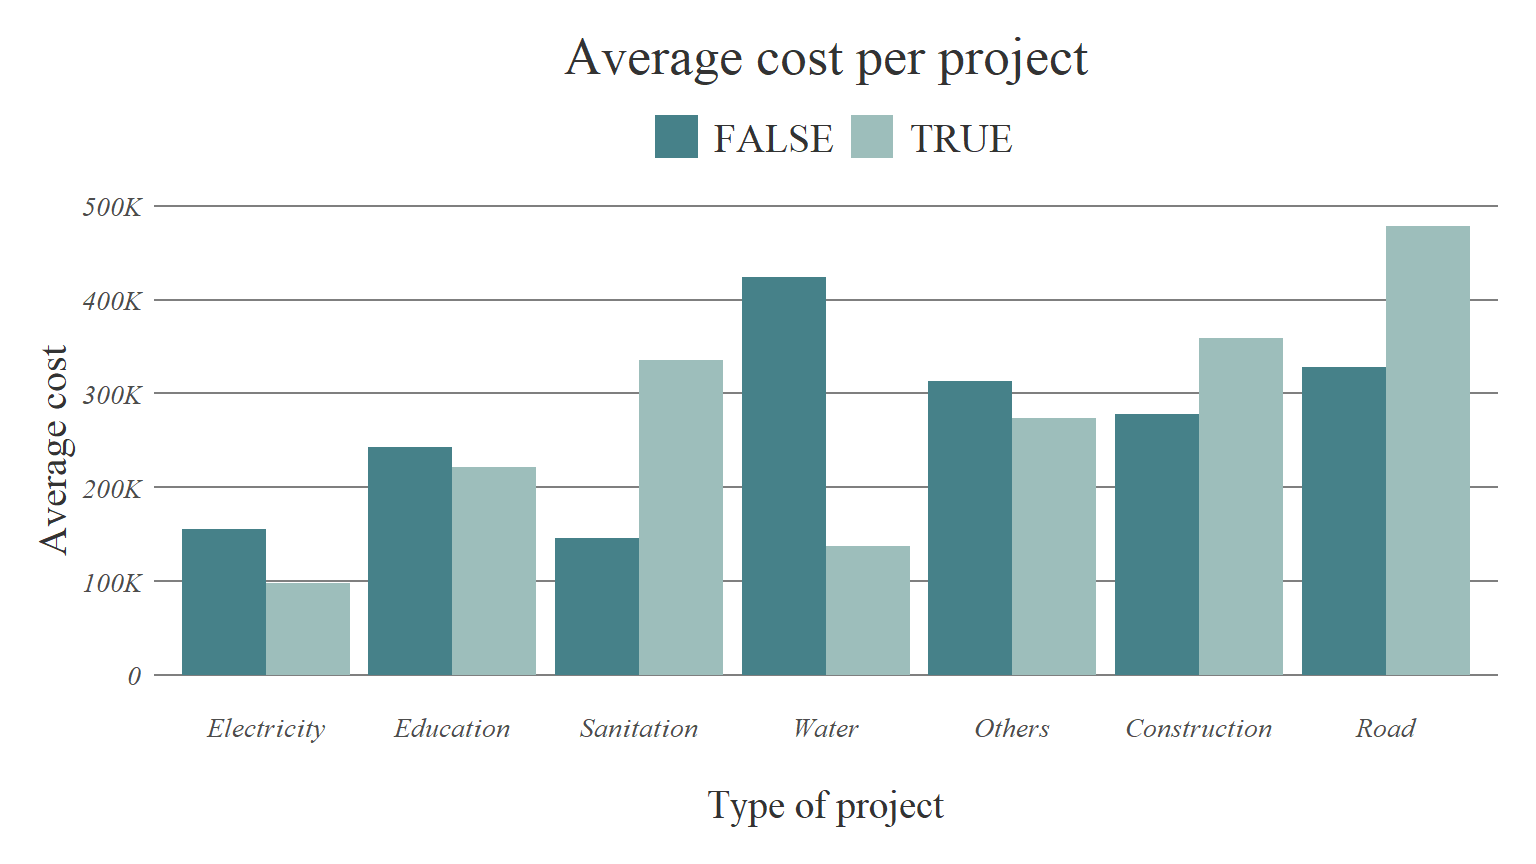 Average cost per project
FALSE TRUE
500K
400K
300K
200K
100K
0
Average cost
Electricity Education Sanitation Water Others Construction Road
Type of project